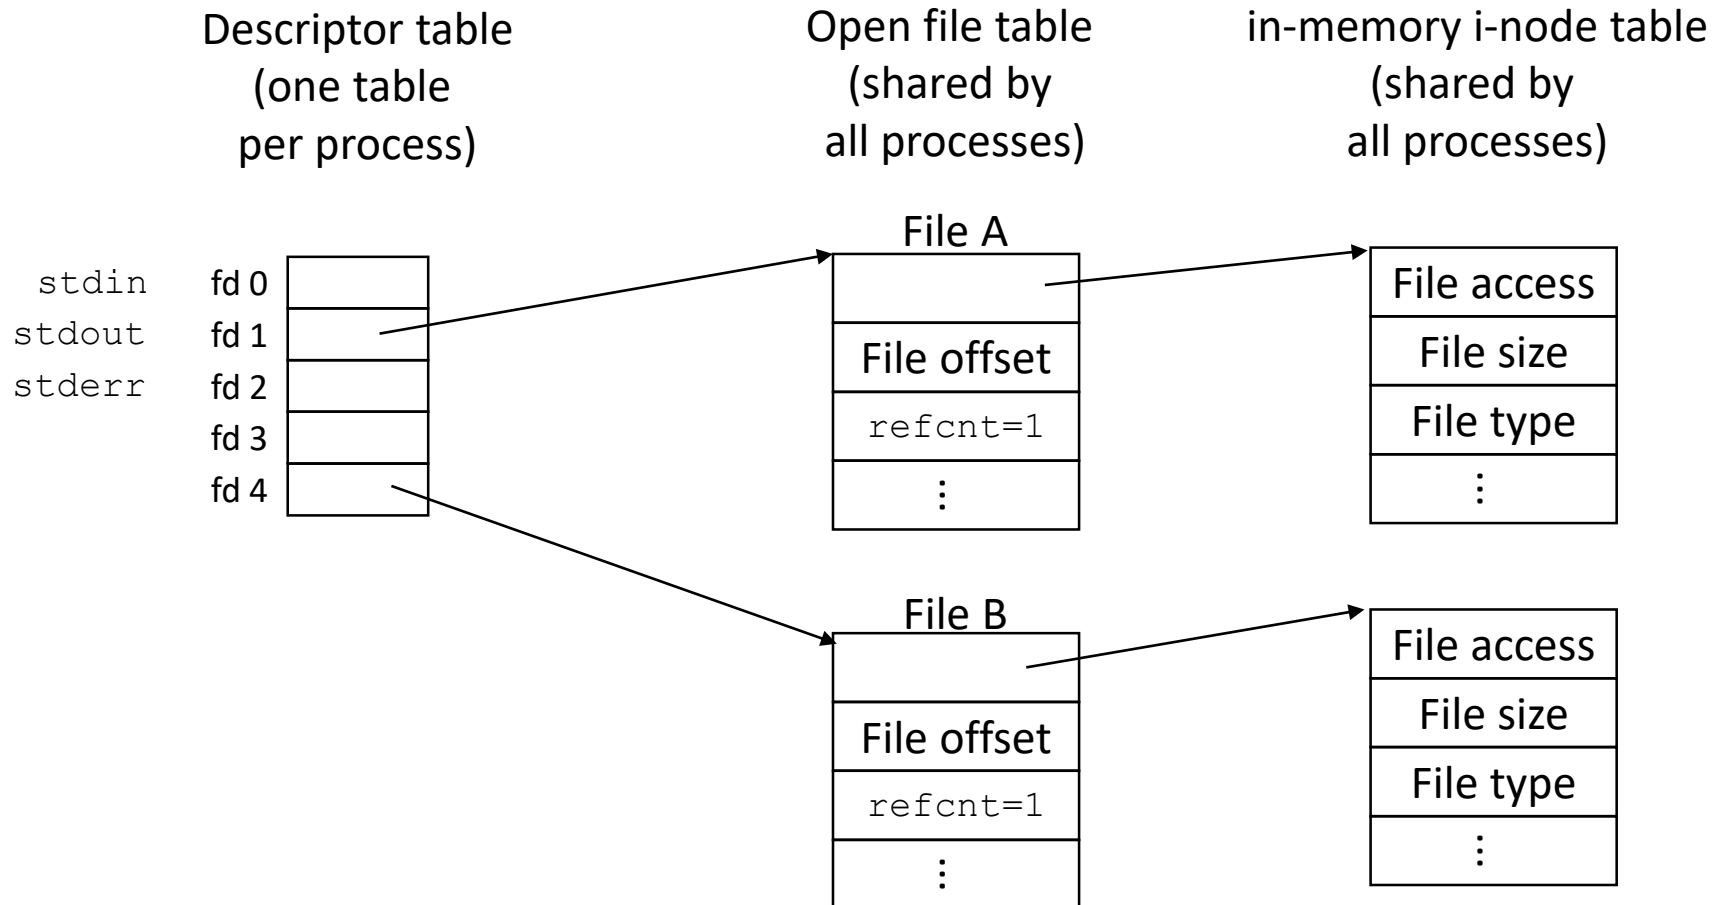 Descriptor table
(one table
per process)
Open file table
(shared by
all processes)
in-memory i-node table
(shared by
all processes)
stdin fd 0
stdout fd 1
stderr fd 2
fd 3
fd 4
File A
File offset
refcnt=1
⋮
File access
File size
File type
⋮
File B
File offset
refcnt=1
⋮
File access
File size
File type
⋮